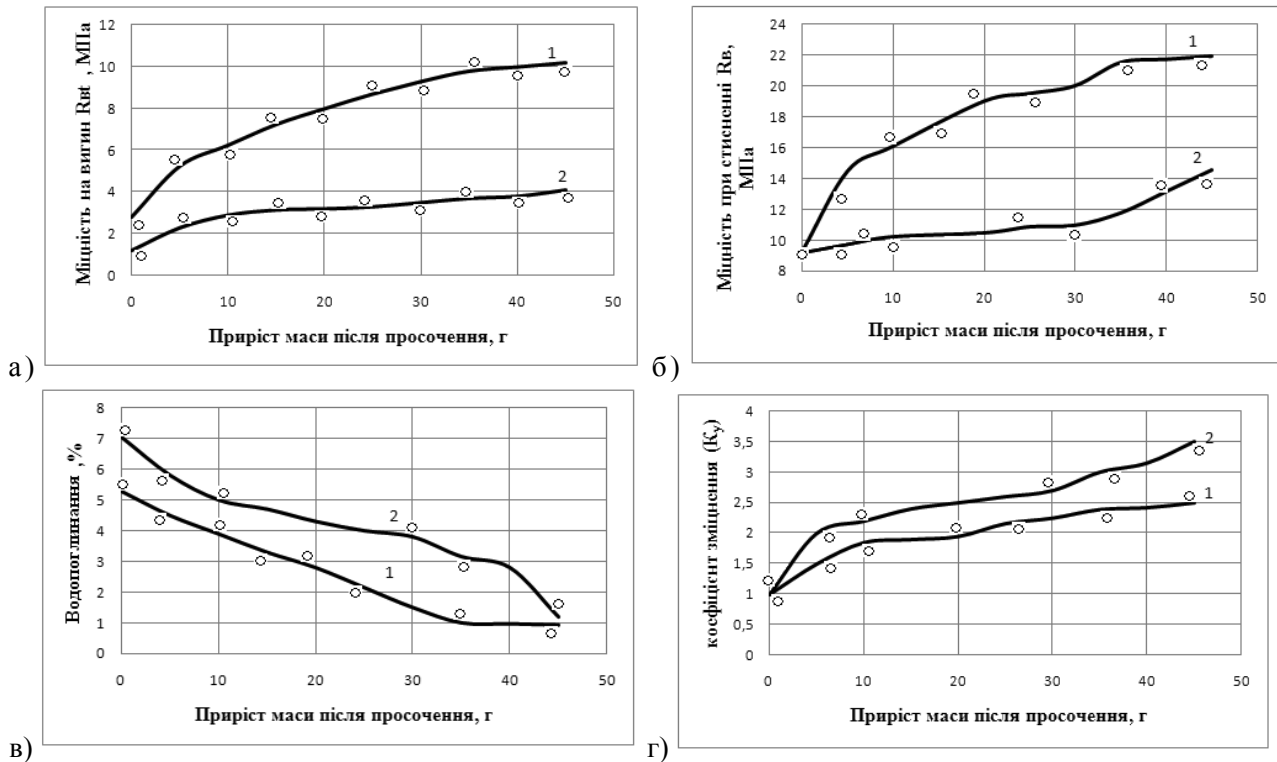 Міцність на вигин Rвt , МПа
12
10
8
6
4
2
0
1
2
0 10 20 30 40 50
Приріст маси після просочення, г
а)
Міцність при стисненні Rв,
МПа
24
22
20
18
16
14
12
10
8
1
2
0 10 20 30 40 50
Приріст маси після просочення, г
б)
Водопоглинання ,%
8
7
6
5
4
3
2
1
0
2
1
0 10 20 30 40 50
Приріст маси після просочення, г
в)
коєфіцієнт зміцнення (Ку)
4
3,5
3
2,5
2
1,5
1
0,5
0
2
1
0 10 20 30 40 50
Приріст маси після просочення, г
г)